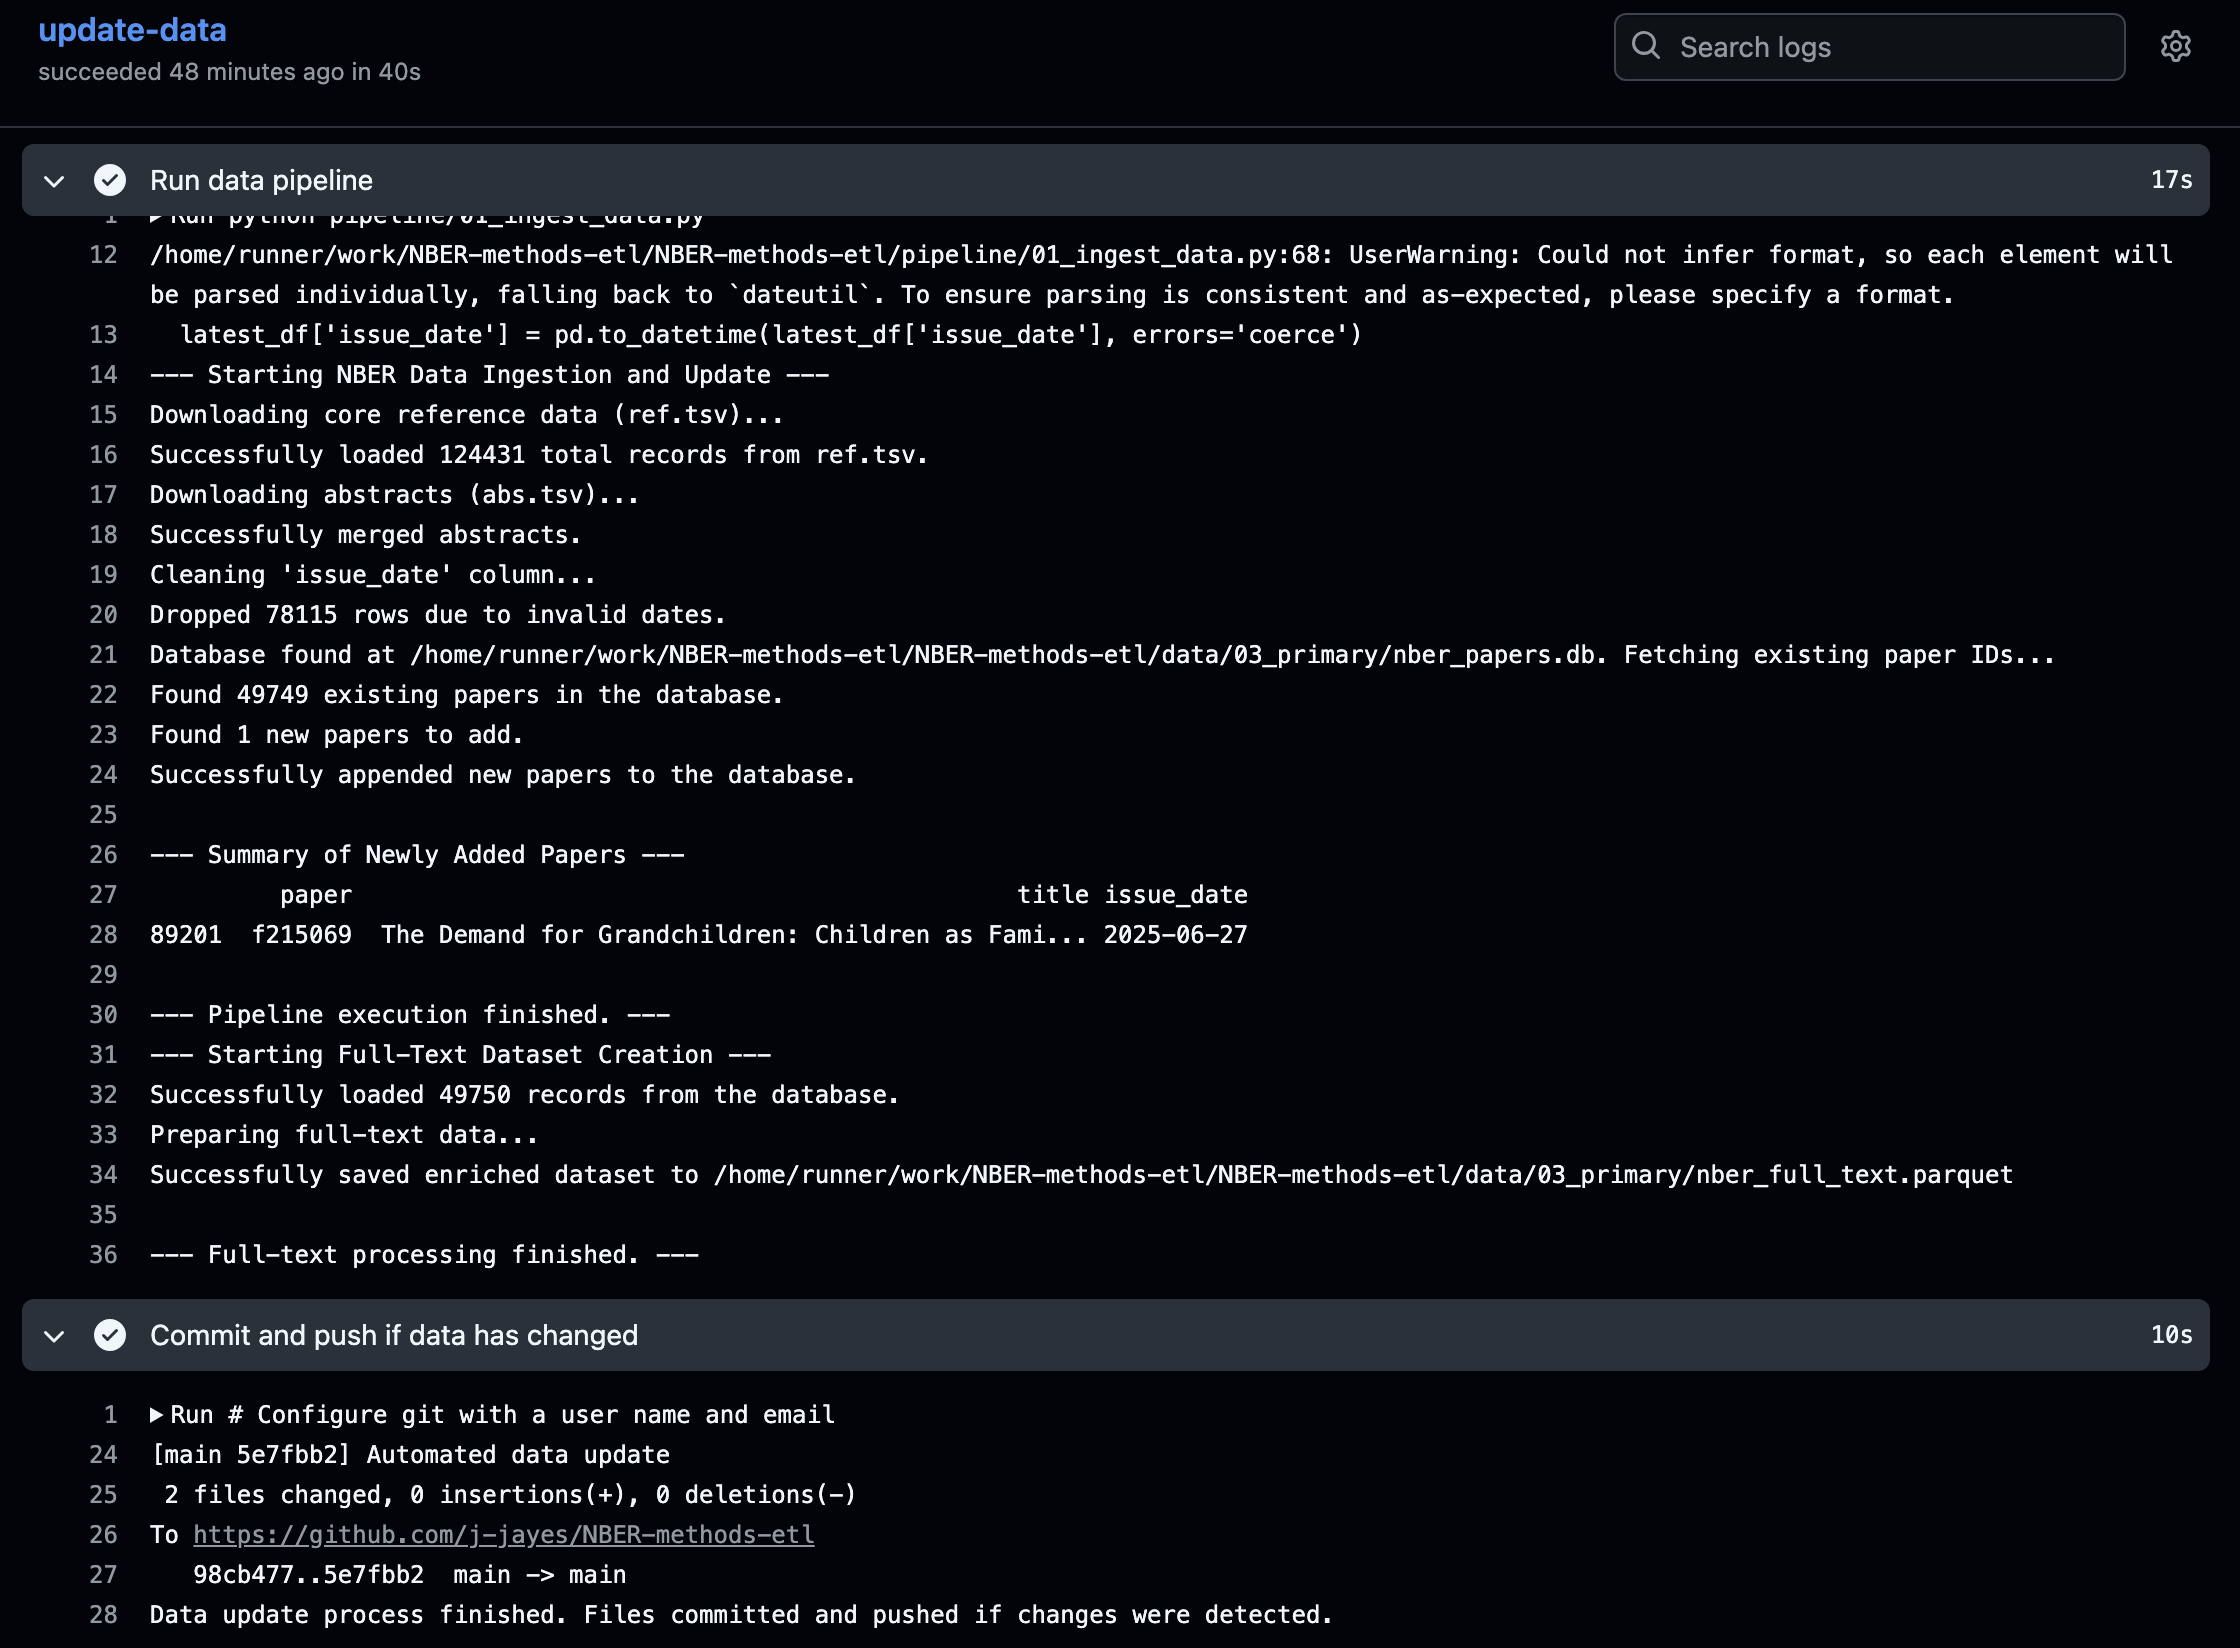 update-data
succeeded 48 minutes ago in 40s
Search logs
Run data pipeline 17s
1 ▶Run python pipeline/01_ingest_data.py
12 /home/runner/work/NBER-methods-etl/NBER-methods-etl/pipeline/01_ingest_data.py:68: UserWarning: Could not infer format, so each element will
be parsed individually, falling back to `dateutil`. To ensure parsing is consistent and as-expected, please specify a format.
13   latest_df['issue_date'] = pd.to_datetime(latest_df['issue_date'], errors='coerce')
14 --- Starting NBER Data Ingestion and Update ---
15 Downloading core reference data (ref.tsv)...
16 Successfully loaded 124431 total records from ref.tsv.
17 Downloading abstracts (abs.tsv)...
18 Successfully merged abstracts.
19 Cleaning 'issue_date' column...
20 Dropped 78115 rows due to invalid dates.
21 Database found at /home/runner/work/NBER-methods-etl/NBER-methods-etl/data/03_primary/nber_papers.db. Fetching existing paper IDs...
22 Found 49749 existing papers in the database.
23 Found 1 new papers to add.
24 Successfully appended new papers to the database.
25
26 --- Summary of Newly Added Papers ---
27 paper title issue_date
28 89201 f215069 The Demand for Grandchildren: Children as Fami... 2025-06-27
29
30 --- Pipeline execution finished. ---
31 --- Starting Full-Text Dataset Creation ---
32 Successfully loaded 49750 records from the database.
33 Preparing full-text data...
34 Successfully saved enriched dataset to /home/runner/work/NBER-methods-etl/NBER-methods-etl/data/03_primary/nber_full_text.parquet
35
36 --- Full-text processing finished. ---
Commit and push if data has changed 10s
1 ▶Run # Configure git with a user name and email
24 [main 5e7fbb2] Automated data update
25  2 files changed, 0 insertions(+), 0 deletions(-)
26 To https://github.com/j-jayes/NBER-methods-etl
27    98cb477..5e7fbb2  main -> main
28 Data update process finished. Files committed and pushed if changes were detected.